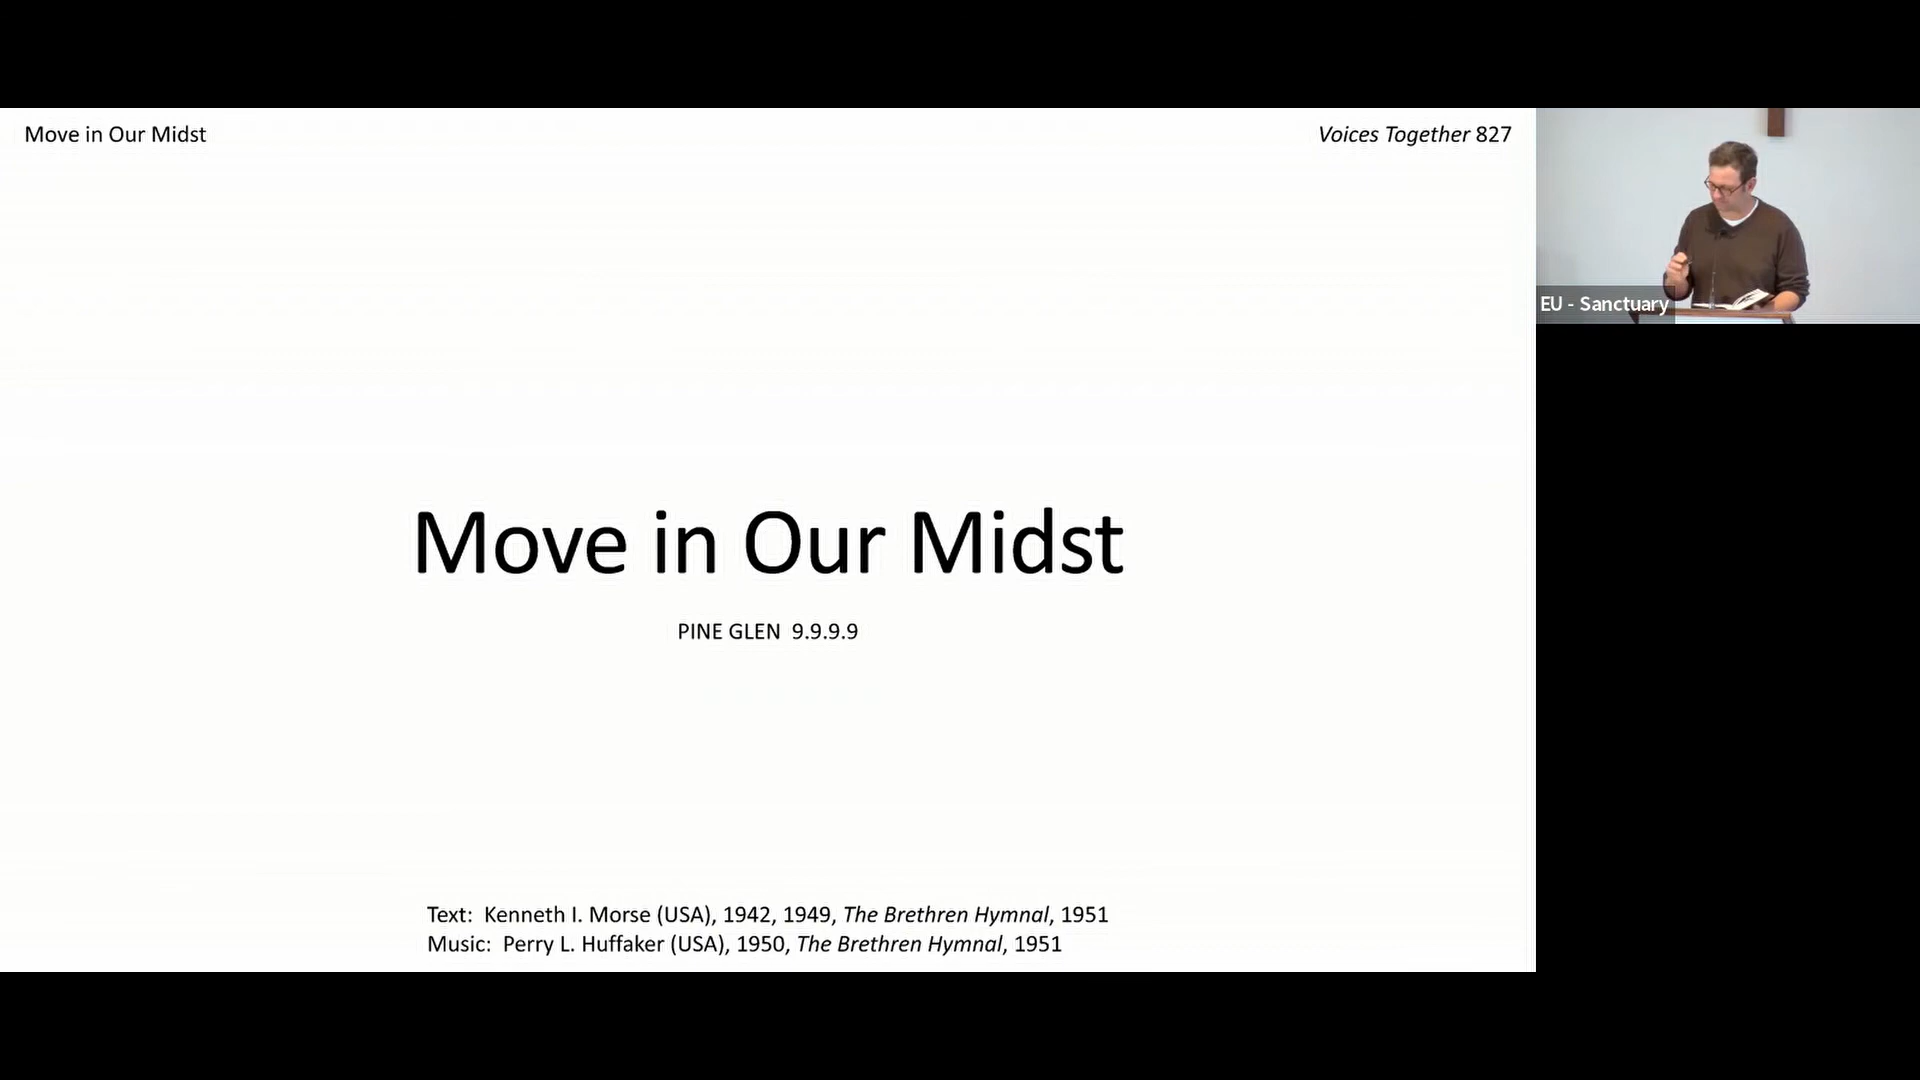 Move in Our Midst
Voices Together 827
EU - Sanctuary
Move in Our Midst
PINE GLEN 9.9.9.9
Text: Kenneth I. Morse (USA), 1942, 1949, The Brethren Hymnal, 1951
Music: Perry L. Huffaker (USA), 1950, The Brethren Hymnal, 1951